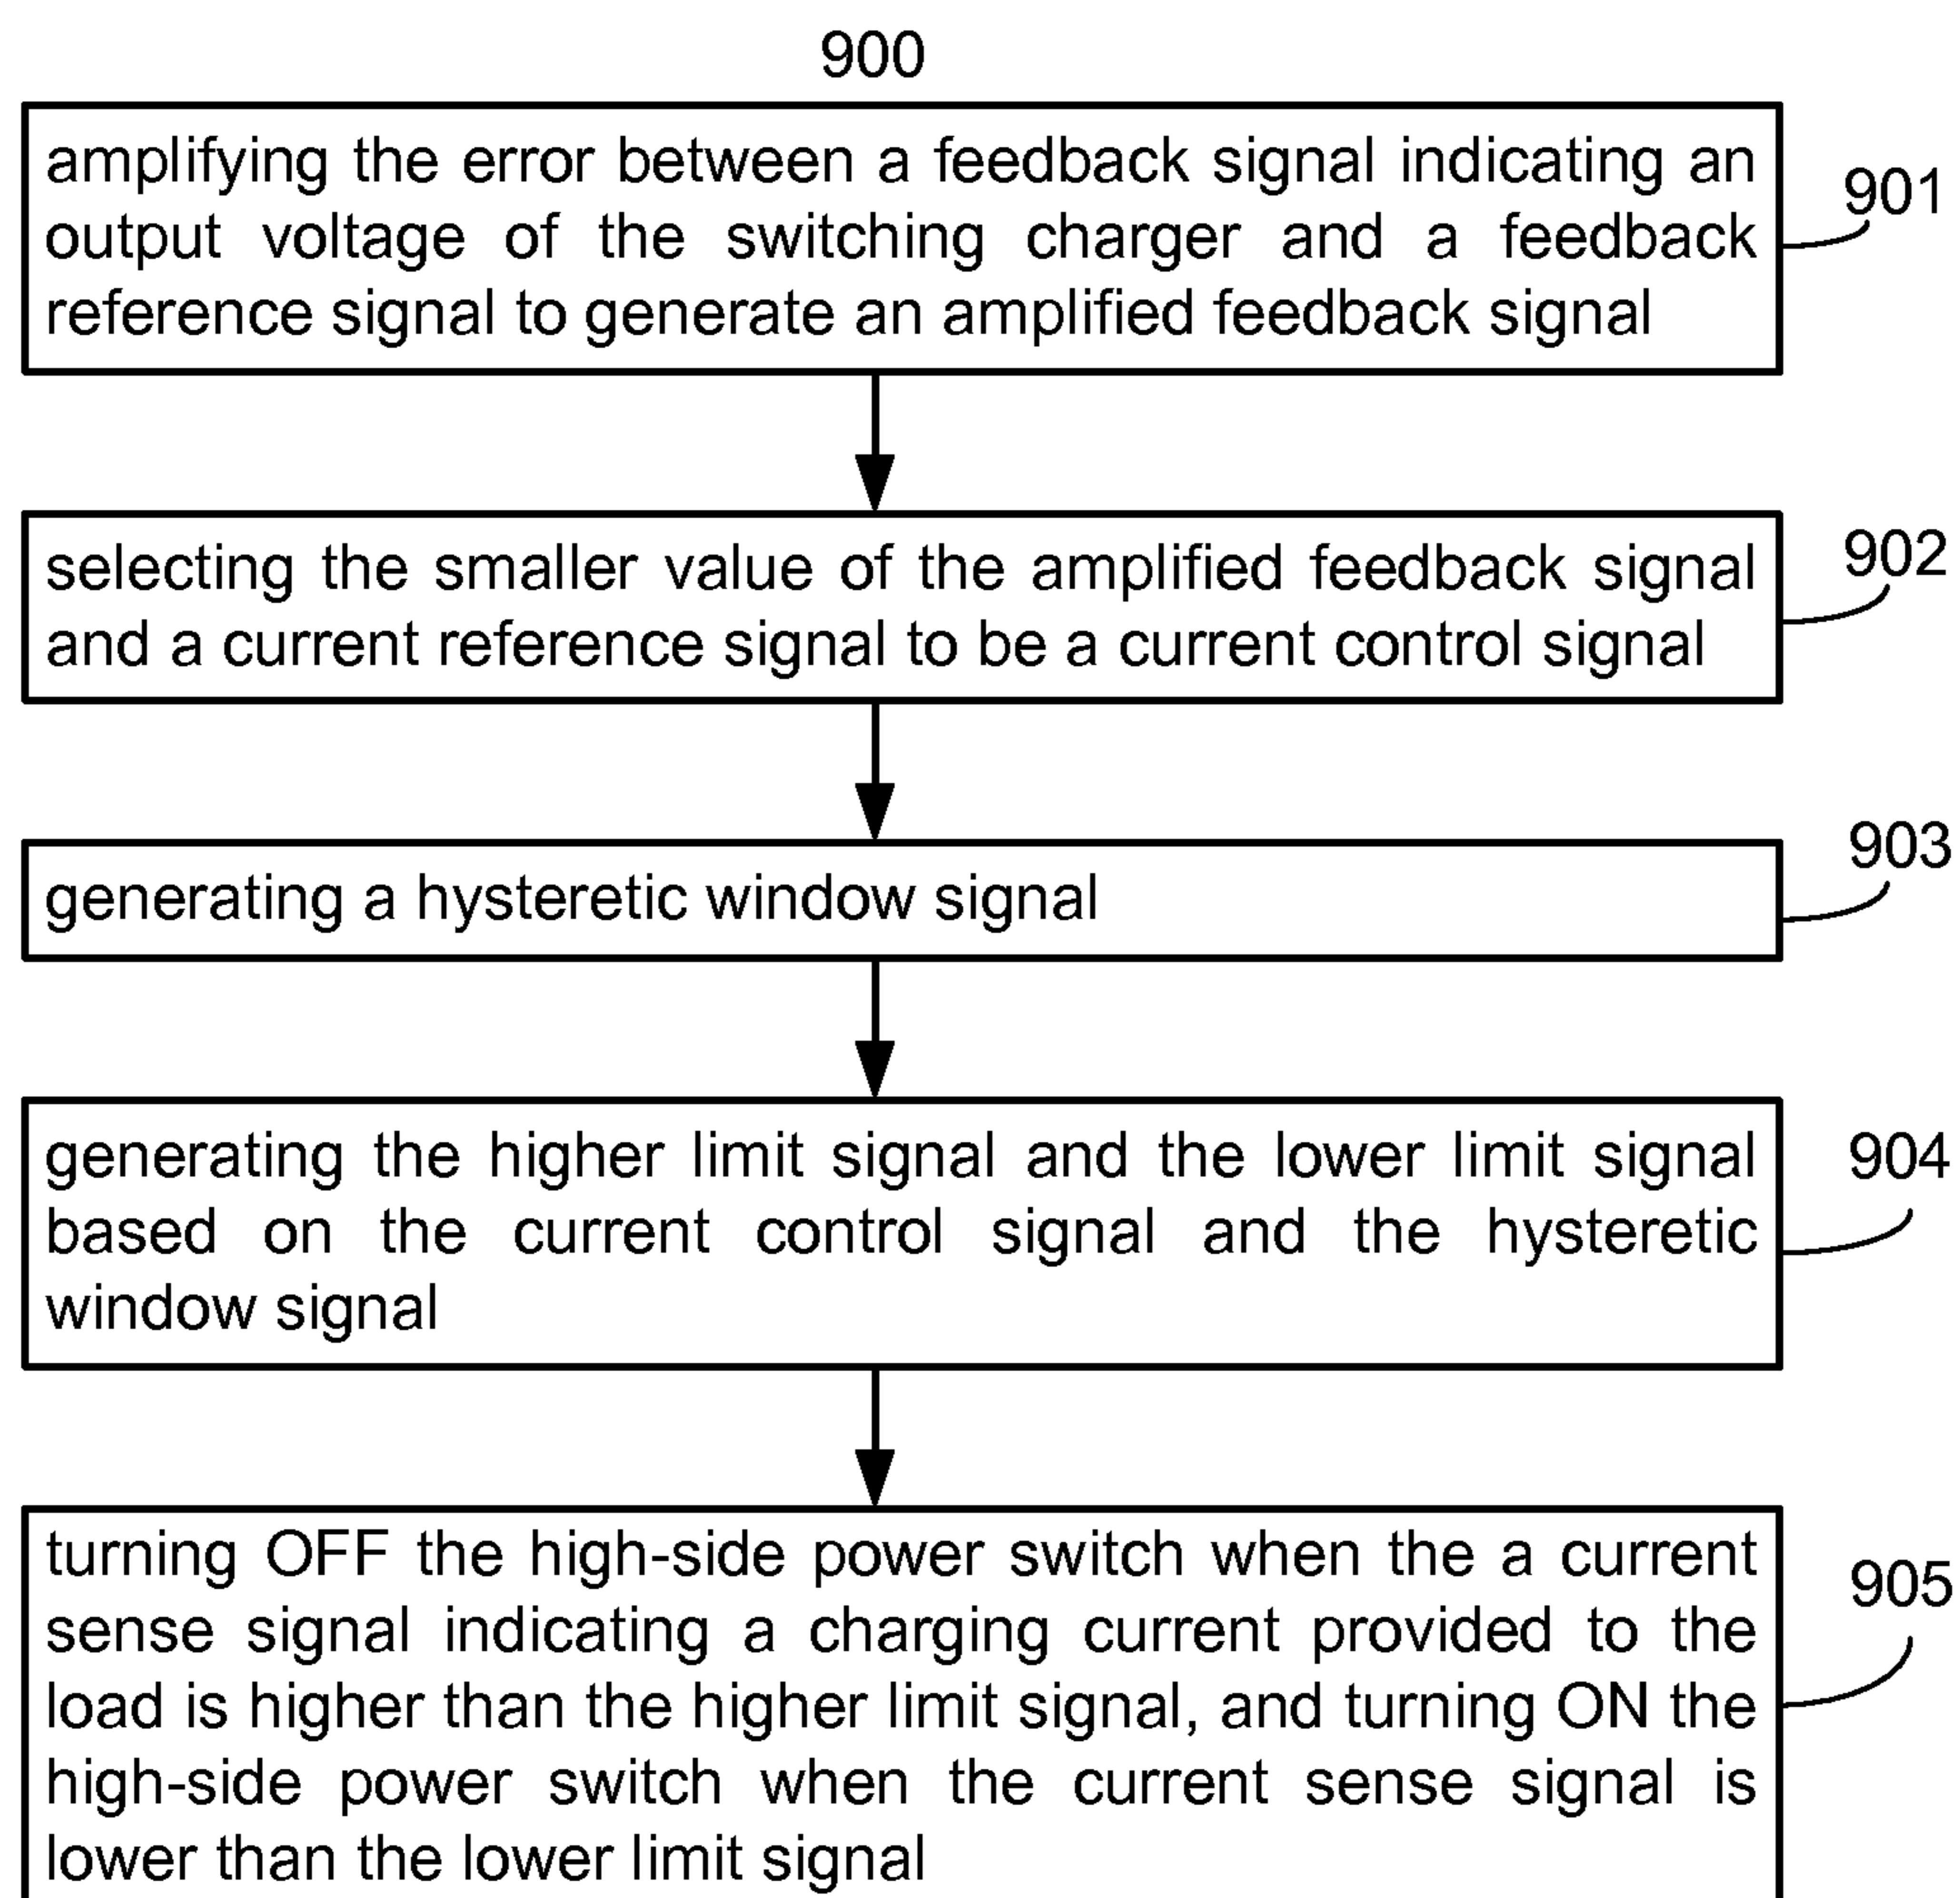 900
amplifying the error between a feedback signal indicating an
output voltage of the switching charger and a feedback
reference signal to generate an amplified feedback signal
901
selecting the smaller value of the amplified feedback signal
and a current reference signal to be a current control signal
902
generating a hysteretic window signal
903
generating the higher limit signal and the lower limit signal
based on the current control signal and the hysteretic
window signal
904
turning OFF the high-side power switch when the a current
sense signal indicating a charging current provided to the
load is higher than the higher limit signal, and turning ON the
high-side power switch when the current sense signal is
lower than the lower limit signal
905